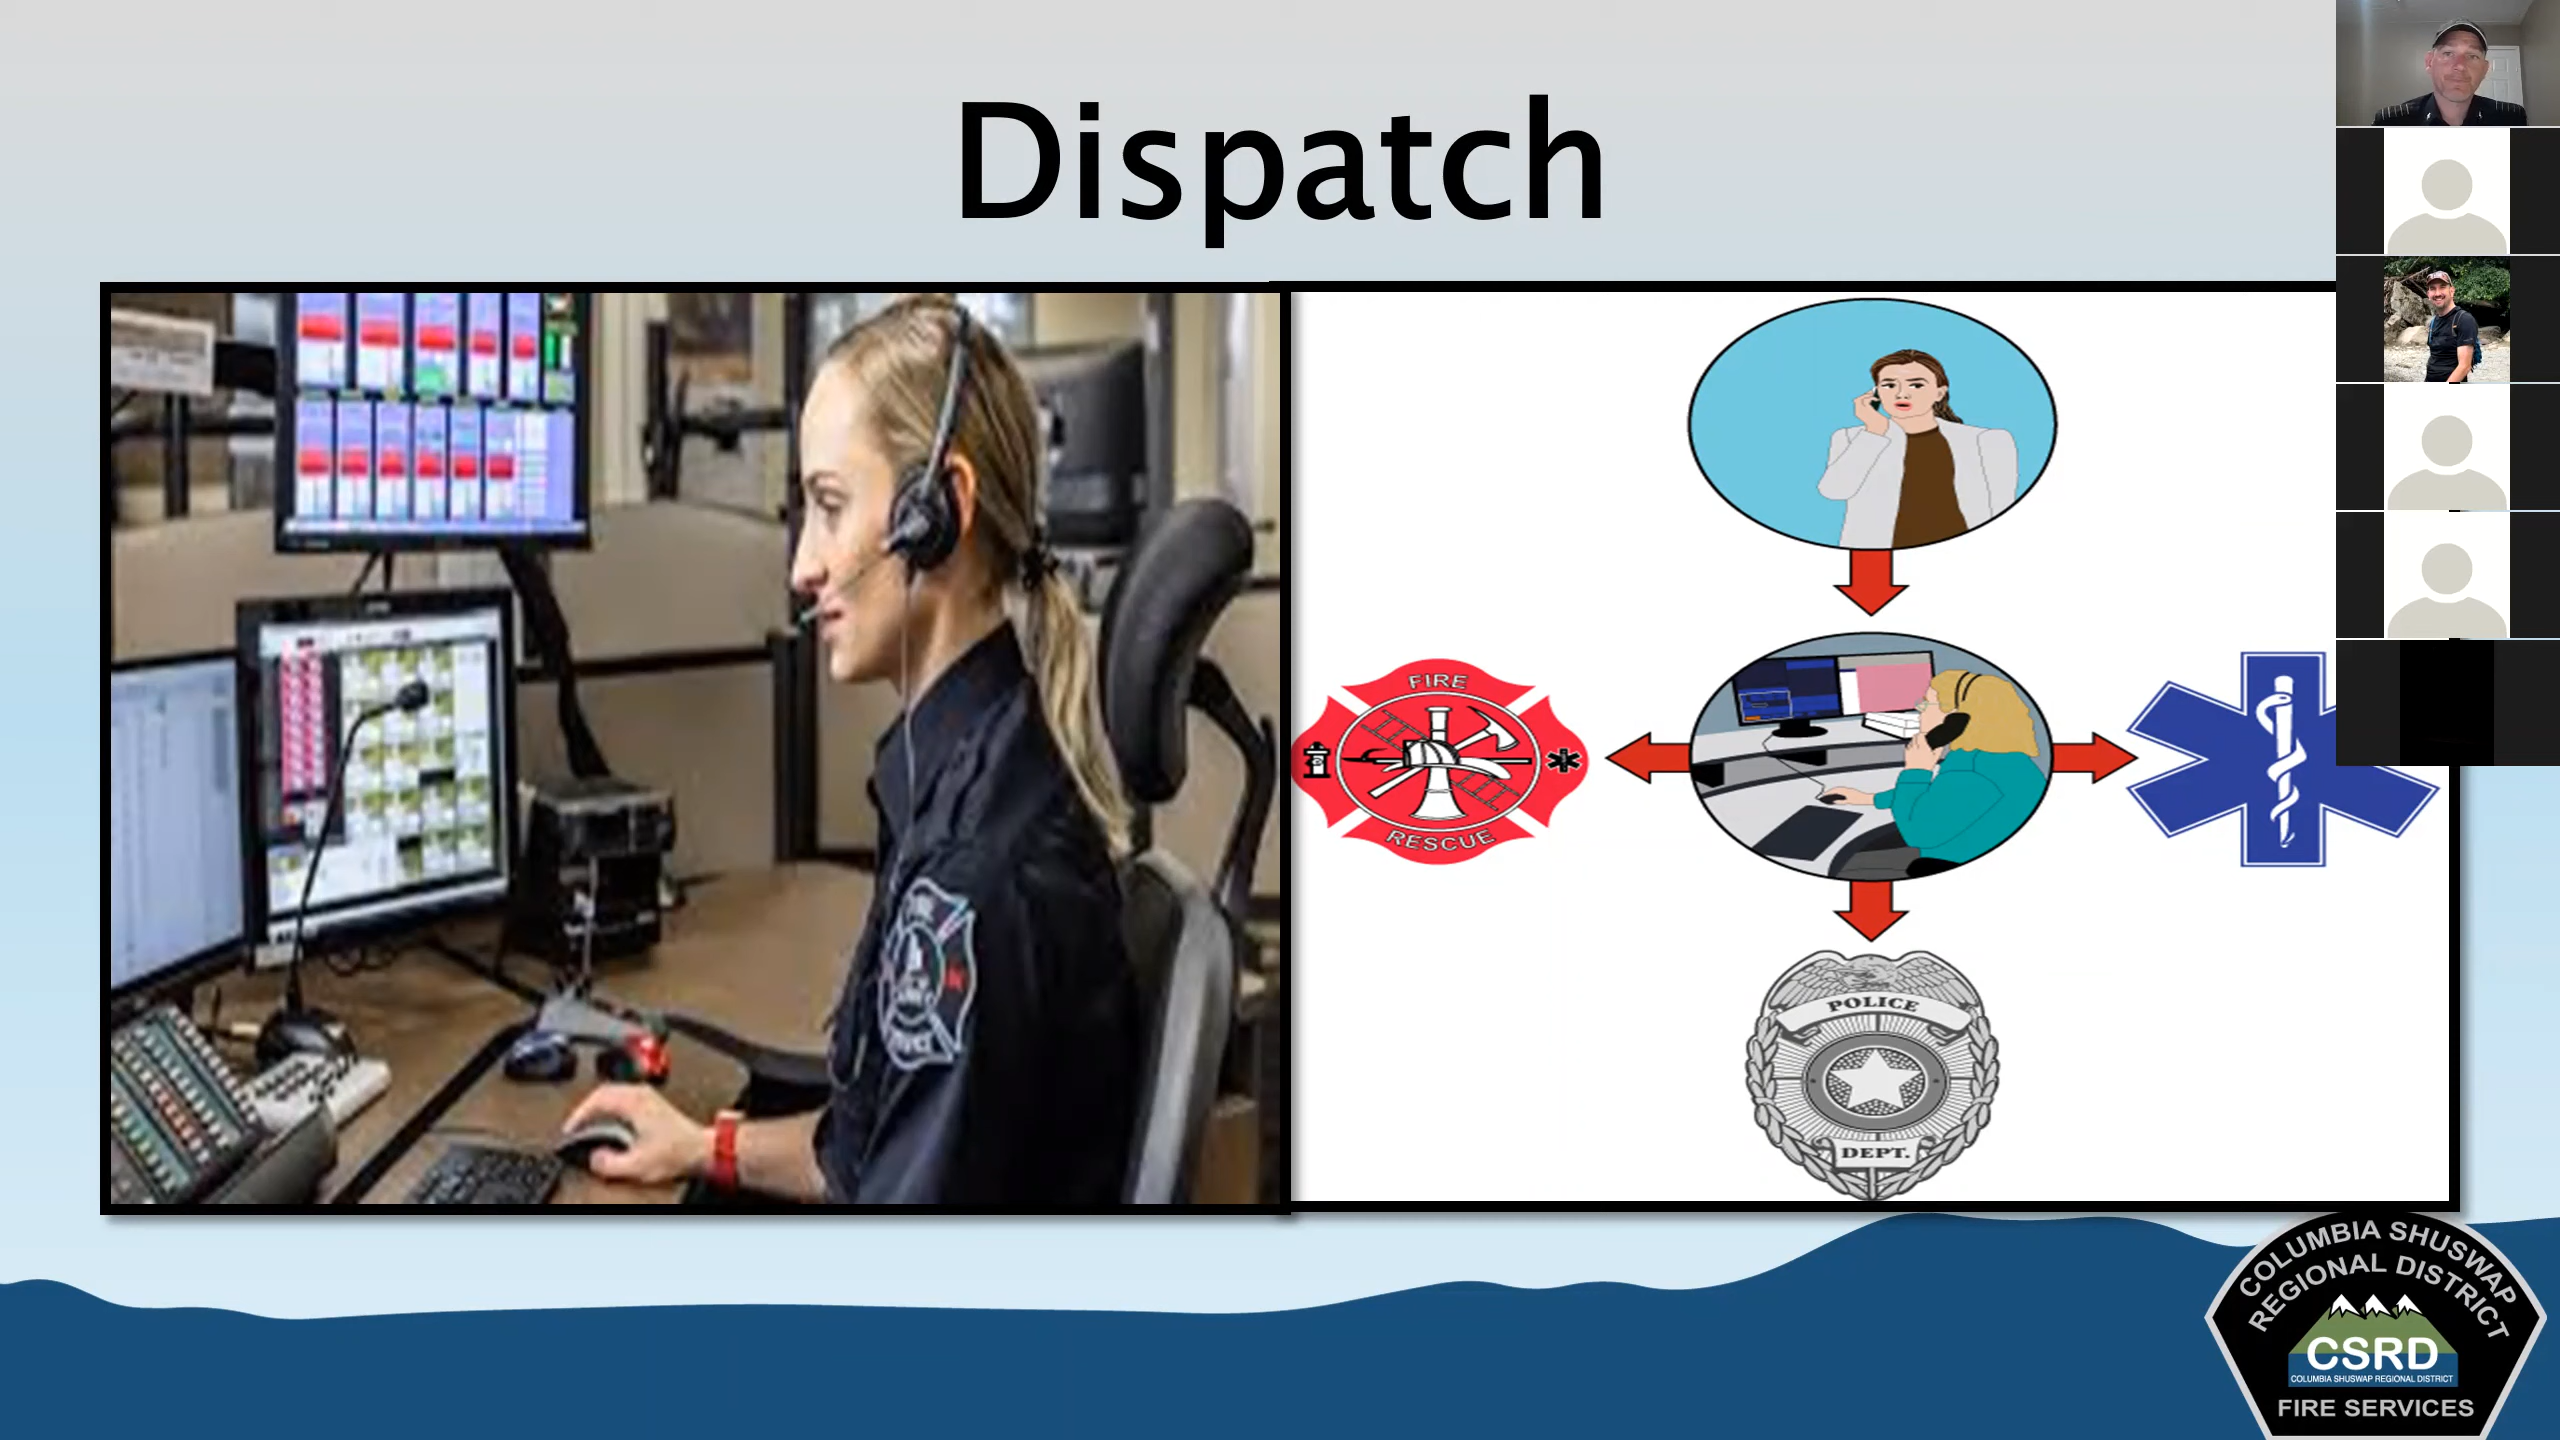 Dispatch
FIRE
RESCUE
POLICE
DEPT.
COLUMBIA SHUSWAP
REGIONAL DISTRICT
CSRD
COLUMBIA SHUSWAP REGIONAL DISTRICT
FIRE SERVICES